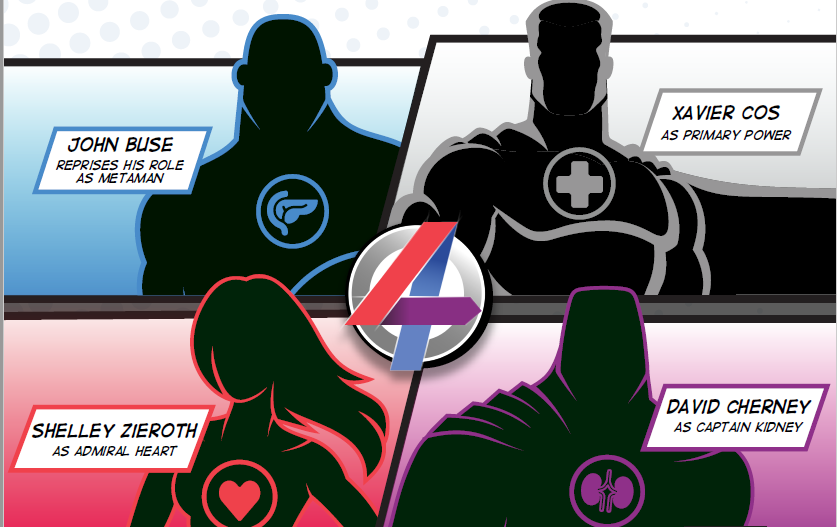 JOHN BUSE
REPRISES HIS ROLE
AS METAMAN
XAVIER COS
AS PRIMARY POWER
SHELLEY ZIEROTH
AS ADMIRAL HEART
DAVID CHERNEY
AS CAPTAIN KIDNEY